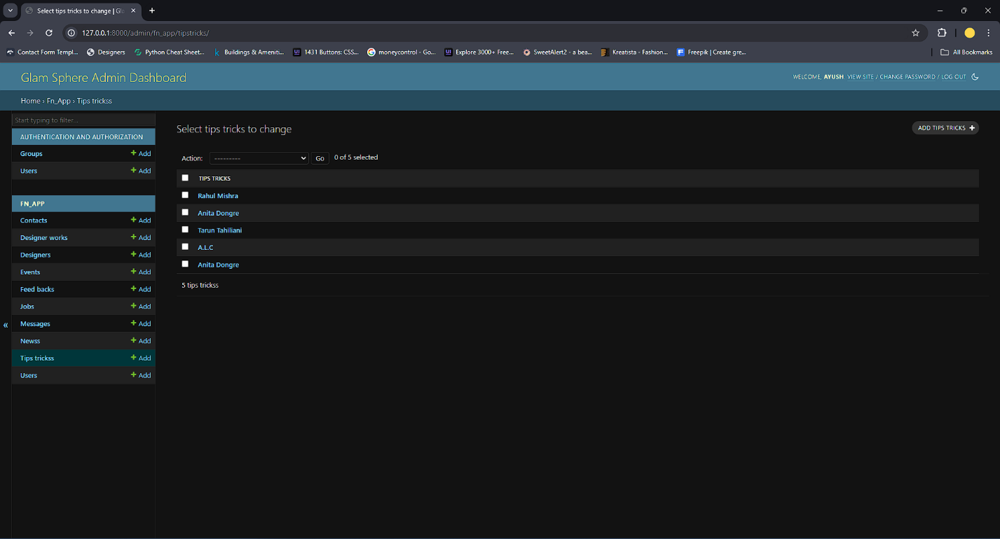 Select tips tricks to change | Gla
127.0.0.1:8000/admin/fn_app/tipstricks/
Contact Form Templ... Designers Python Cheat Sheet... Buildings & Ameniti... 1431 Buttons: CSS,... moneycontrol - Go... Explore 3000+ Free... SweetAlert2 - a bea... Kreatista - Fashion... Freepik | Create gre... All Bookmarks
Glam Sphere Admin Dashboard
WELCOME, AYUSH. VIEW SITE / CHANGE PASSWORD / LOG OUT
Home › Fn_App › Tips trickss
Start typing to filter...
AUTHENTICATION AND AUTHORIZATION
Groups + Add
Users + Add
FN_APP
Contacts + Add
Designer works + Add
Designers + Add
Events + Add
Feed backs + Add
Jobs + Add
Messages + Add
Newss + Add
Tips trickss + Add
Users + Add
«
Select tips tricks to change
ADD TIPS TRICKS +
Action: --------- Go 0 of 5 selected
TIPS TRICKS
Rahul Mishra
Anita Dongre
Tarun Tahiliani
A.L.C
Anita Dongre
5 tips trickss